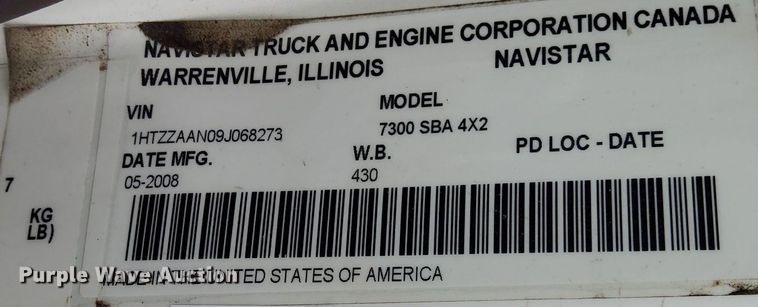 NAVISTAR TRUCK AND ENGINE CORPORATION CANADA
WARRENVILLE, ILLINOIS NAVISTAR
VIN MODEL
1HTZZAAN09J068273 7300 SBA 4X2
DATE MFG. W.B. PD LOC - DATE
05-2008 430
7
KG
LB)
MADE IN THE UNITED STATES OF AMERICA
Purple Wave Auction